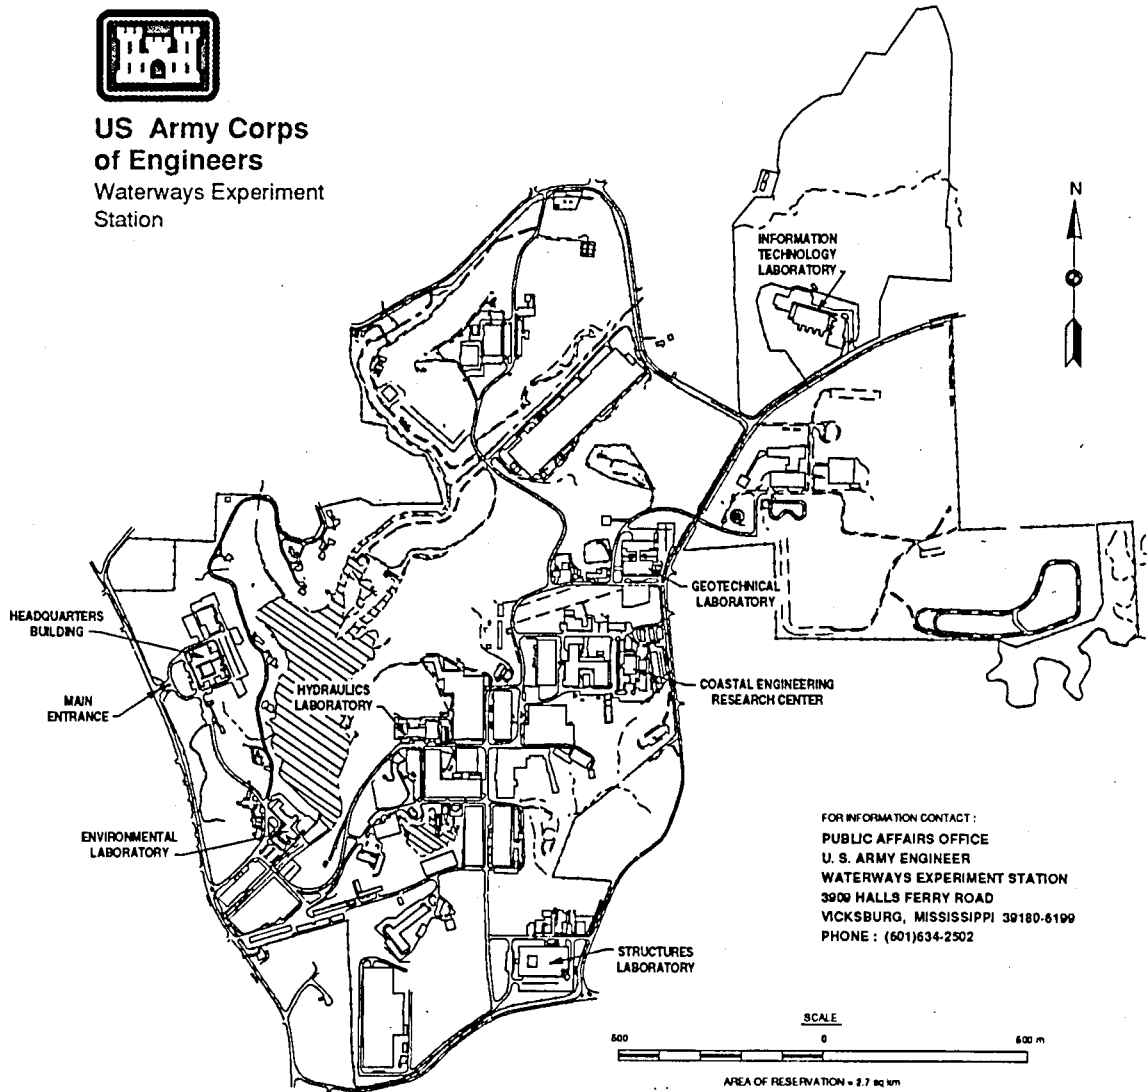 US Army Corps
of Engineers
Waterways Experiment
Station
N
INFORMATION
TECHNOLOGY
LABORATORY
GEOTECHNICAL
LABORATORY
HEADQUARTERS
BUILDING
MAIN
ENTRANCE
HYDRAULICS
LABORATORY
COASTAL ENGINEERING
RESEARCH CENTER
ENVIRONMENTAL
LABORATORY
STRUCTURES
LABORATORY
FOR INFORMATION CONTACT :
PUBLIC AFFAIRS OFFICE
U. S. ARMY ENGINEER
WATERWAYS EXPERIMENT STATION
3909 HALLS FERRY ROAD
VICKSBURG, MISSISSIPPI 39180-6199
PHONE : (601)634-2502
SCALE
500 0 500 m
AREA OF RESERVATION = 2.7 sq km